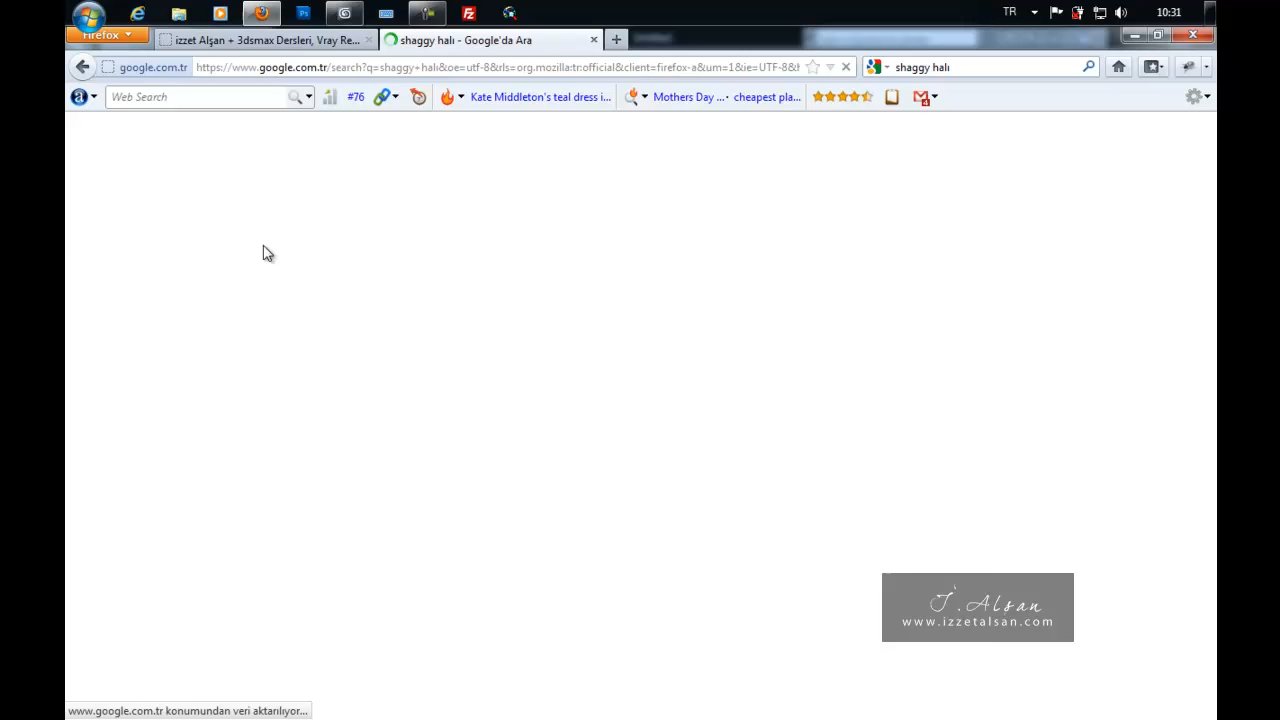 TR
10:31
Firefox
izzet Alşan + 3dsmax Dersleri, Vray Re...
shaggy halı - Google'da Ara
google.com.tr
https://www.google.com.tr/search?q=shaggy+halı&oe=utf-8&rls=org.mozilla:tr:official&client=firefox-a&um=1&ie=UTF-8&
shaggy halı
Web Search
#76
Kate Middleton's teal dress i...
Mothers Day ...
cheapest pla...
İ.Alşan
www.izzetalsan.com
www.google.com.tr konumundan veri aktarılıyor...